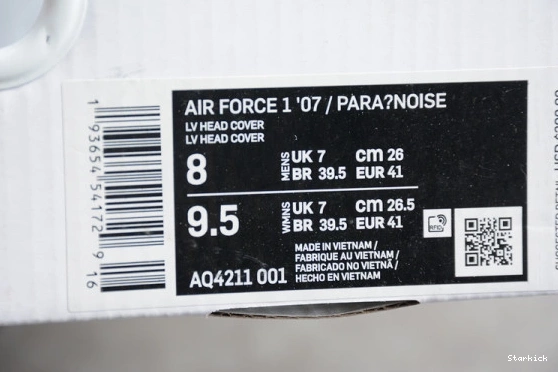 AIR FORCE 1 '07 / PARA?NOISE
LV HEAD COVER
LV HEAD COVER
8
MENS
UK 7
cm 26
BR 39.5
EUR 41
9.5
WMNS
UK 7
cm 26.5
BR 39.5
EUR 41
RFID
MADE IN VIETNAM /
FABRIQUE AU VIETNAM /
FABRICADO NO VIETNÃ /
HECHO EN VIETNAM
AQ4211 001
1 93654 54172 9 16
Starkick